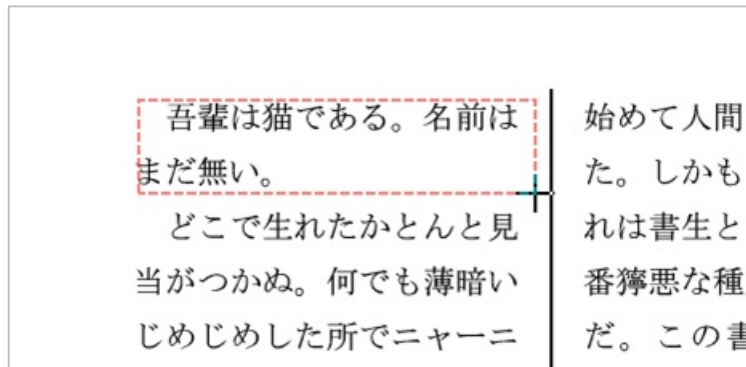 吾輩は猫である。名前は
まだ無い。
　どこで生れたかとんと見
当がつかぬ。何でも薄暗い
じめじめした所でニャーニ
始めて人間
た。しかも
れは書生と
番獰悪な種
だ。この書